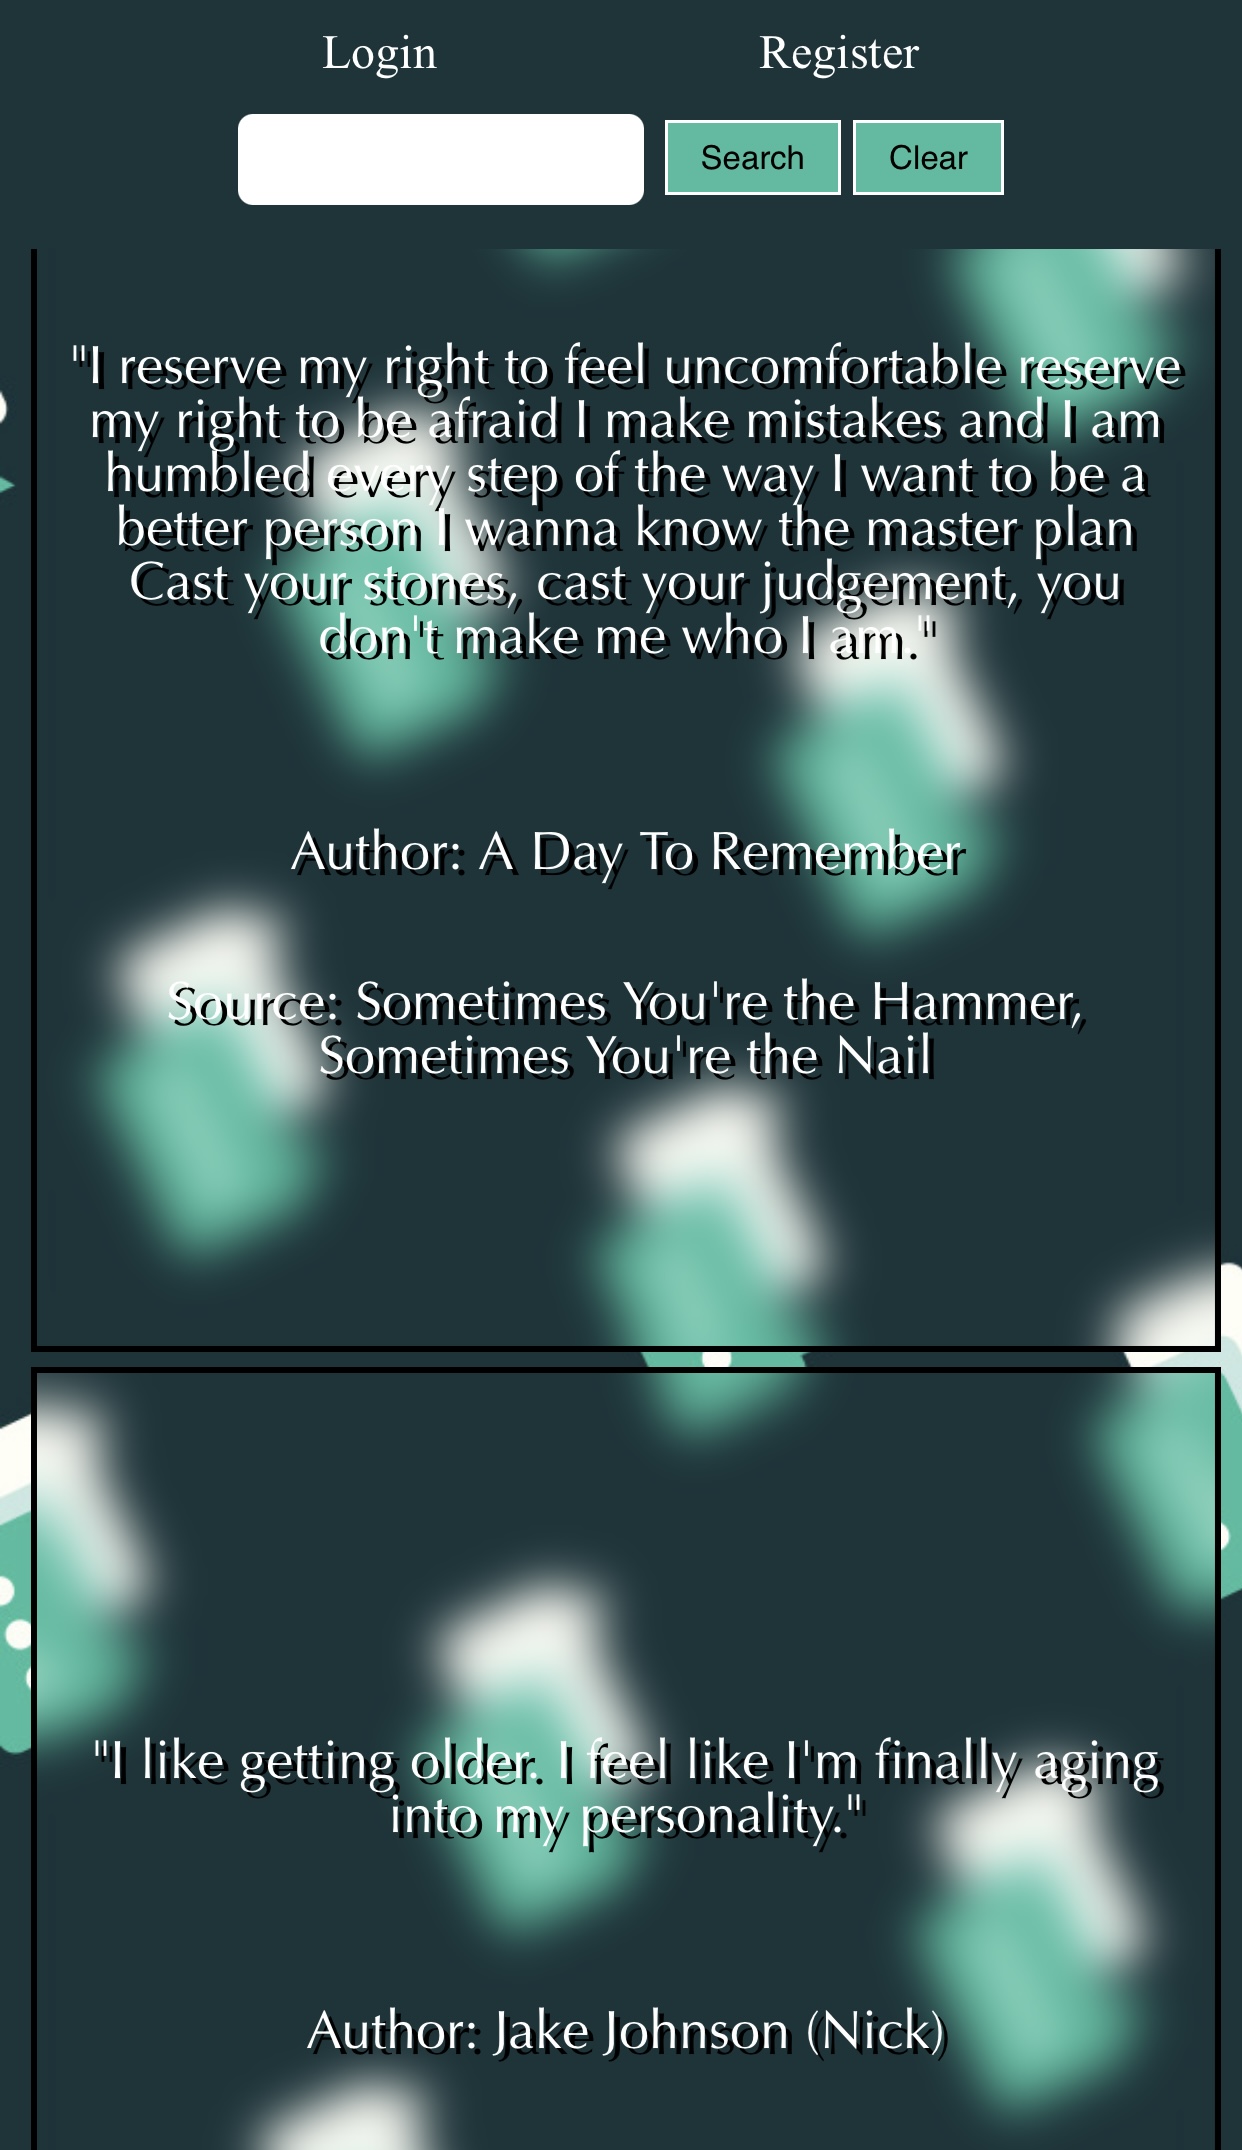 Login
Register
Search
Clear
"I reserve my right to feel uncomfortable reserve
my right to be afraid I make mistakes and I am
humbled every step of the way I want to be a
better person I wanna know the master plan
Cast your stones, cast your judgement, you
don't make me who I am."
Author: A Day To Remember
Source: Sometimes You're the Hammer,
Sometimes You're the Nail
"I like getting older. I feel like I'm finally aging
into my personality."
Author: Jake Johnson (Nick)